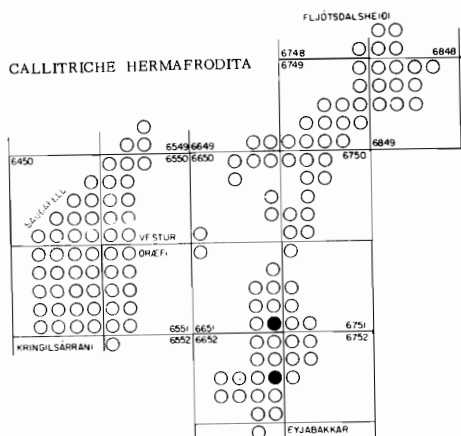 FLJÓTSDALSHEIÐI
6748
6848
6749
CALLITRICHE HERMAFRODITA
6549 6649
6849
6450
6550 6650
6750
SAUÐAFELL
VESTUR
ÖRÆFI
6551 6651
6751
KRINGILSÁRRANI
6552 6652
6752
EYJABAKKAR